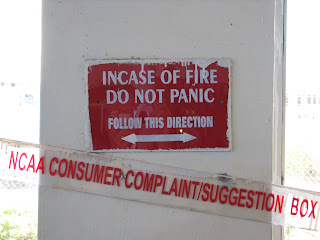 INCASE OF FIRE
DO NOT PANIC
FOLLOW THIS DIRECTION
NCAA CONSUMER COMPLAINT/SUGGESTION BOX